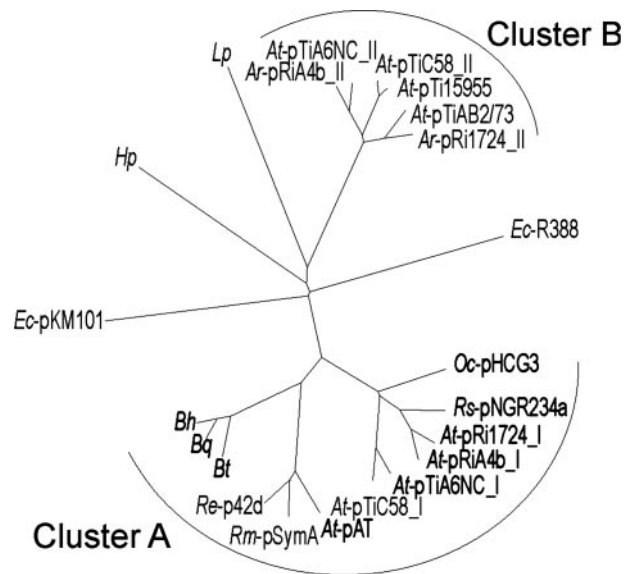 Cluster B
Lp
At-pTiA6NC_II
Ar-pRiA4b_II
At-pTiC58_II
At-pTi15955
At-pTiAB2/73
Ar-pRi1724_II
Hp
Ec-R388
Ec-pKM101
Oc-pHCG3
Rs-pNGR234a
At-pRi1724_I
At-pRiA4b_I
At-pTiA6NC_I
At-pTiC58_I
Bh
Bq
Bt
Re-p42d
Rm-pSymA
At-pAT
Cluster A